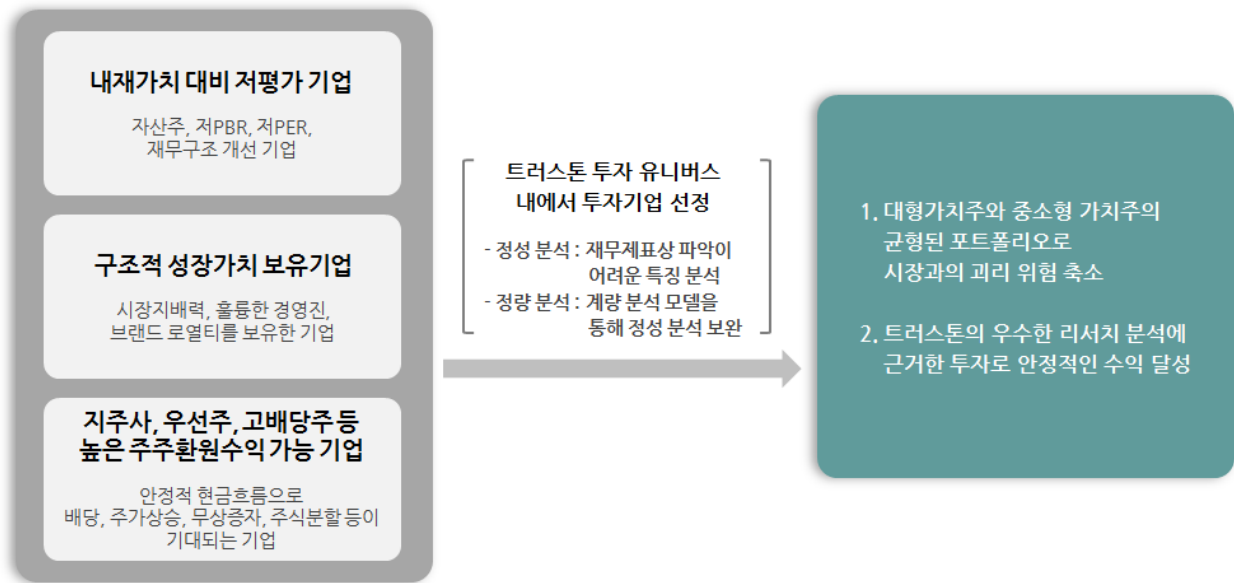 내재가치 대비 저평가 기업
자산주, 저PBR, 저PER,
재무구조 개선 기업
구조적 성장가치 보유기업
시장지배력, 훌륭한 경영진,
브랜드 로열티를 보유한 기업
지주사, 우선주, 고배당주 등
높은 주주환원수익 가능 기업
안정적 현금흐름으로
배당, 주가상승, 무상증자, 주식분할 등이
기대되는 기업
트러스톤 투자 유니버스
내에서 투자기업 선정
- 정성 분석 : 재무제표상 파악이
어려운 특징 분석
- 정량 분석 : 계량 분석 모델을
통해 정성 분석 보완
1. 대형가치주와 중소형 가치주의
균형된 포트폴리오로
시장과의 괴리 위험 축소
2. 트러스톤의 우수한 리서치 분석에
근거한 투자로 안정적인 수익 달성